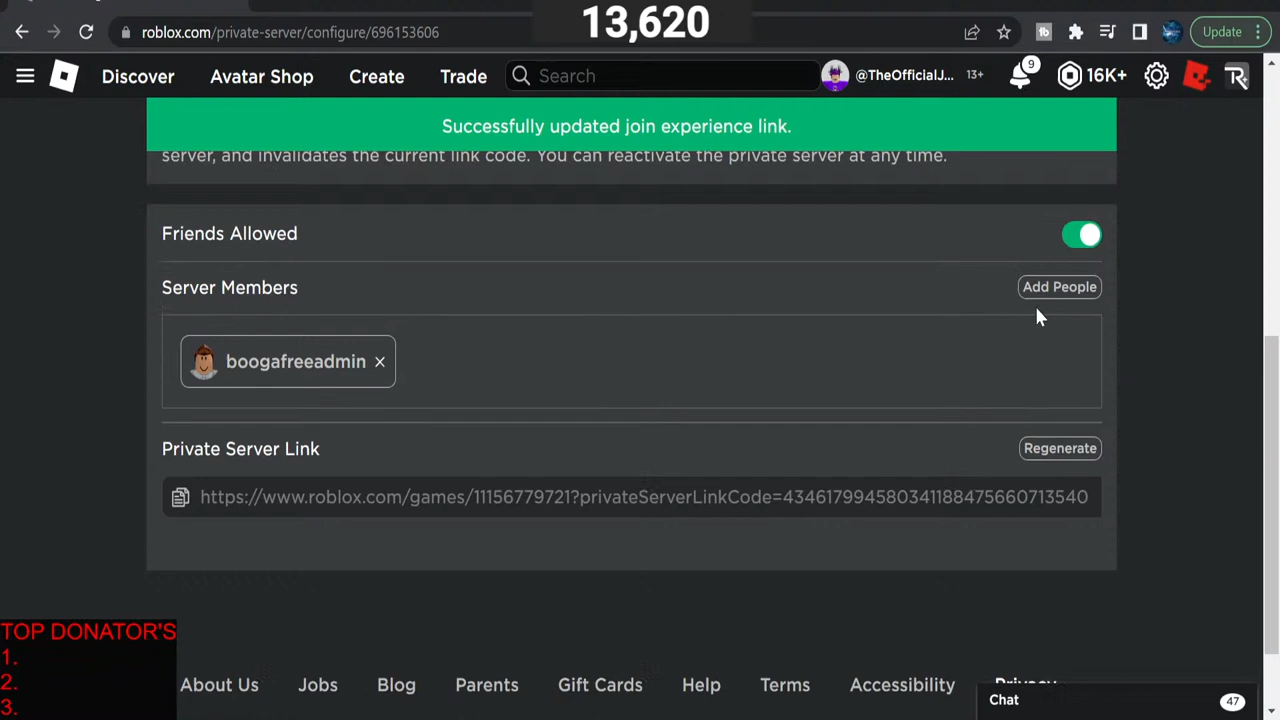 13,620
roblox.com/private-server/configure/696153606
Update
Discover Avatar Shop Create Trade Search @TheOfficialJ... 13+ 9 16K+
Successfully updated join experience link.
server, and invalidates the current link code. You can reactivate the private server at any time.
Friends Allowed
Server Members Add People
boogafreeadmin
Private Server Link Regenerate
https://www.roblox.com/games/11156779721?privateServerLinkCode=43461799458034118847566071354​0
TOP DONATOR'S
1.
2.
3.
About Us Jobs Blog Parents Gift Cards Help Terms Accessibility Privacy
Chat 47